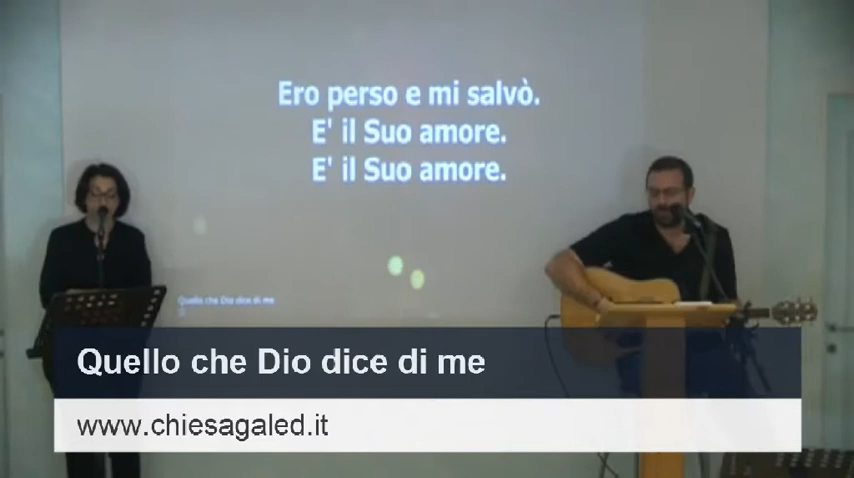 Ero perso e mi salvò.
E' il Suo amore.
E' il Suo amore.
Quello che Dio dice di me
Quello che Dio dice di me
www.chiesagaled.it